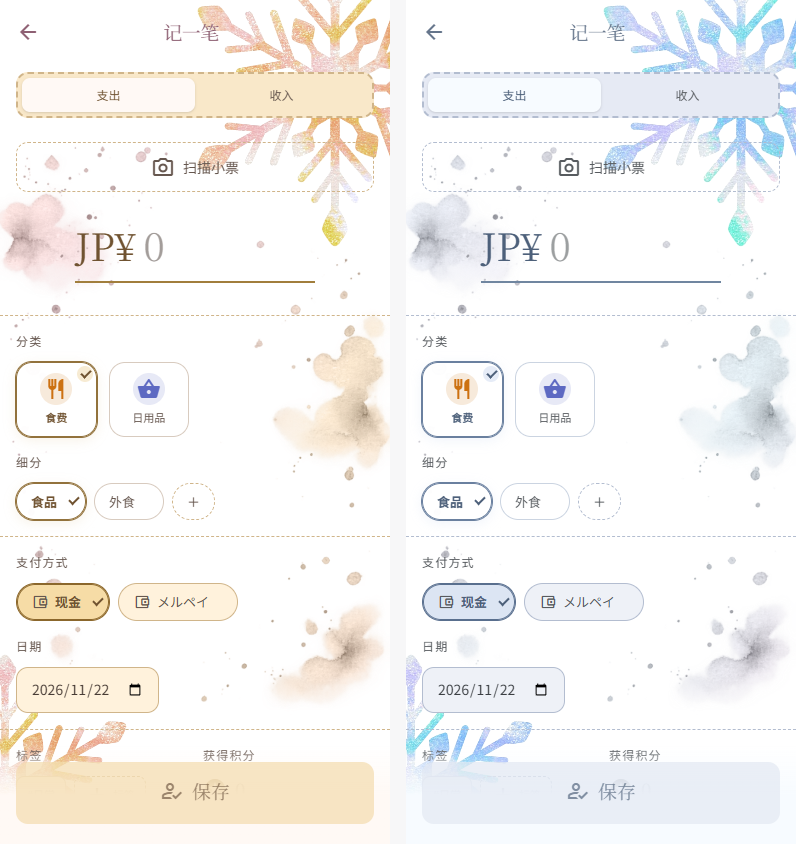 记一笔
支出 收入
扫描小票
JP¥ 0
分类
食费 日用品
细分
食品 外食 +
支付方式
现金 メルペイ
日期
2026/11/22
标签 获得积分
保存
记一笔
支出 收入
扫描小票
JP¥ 0
分类
食费 日用品
细分
食品 外食 +
支付方式
现金 メルペイ
日期
2026/11/22
标签 获得积分
保存